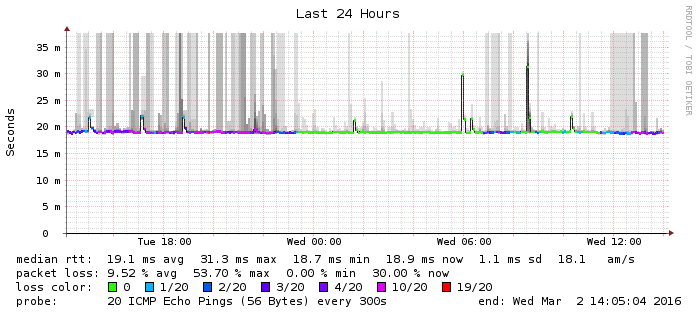 Last 24 Hours
RRDTOOL / TOBI OETIKER
Seconds
35 m
30 m
25 m
20 m
15 m
10 m
5 m
0
Tue 18:00 Wed 00:00 Wed 06:00 Wed 12:00
median rtt: 19.1 ms avg 31.3 ms max 18.7 ms min 18.9 ms now 1.1 ms sd 18.1 am/s
packet loss: 9.52 % avg 53.70 % max 0.00 % min 30.00 % now
loss color: 0 1/20 2/20 3/20 4/20 10/20 19/20
probe: 20 ICMP Echo Pings (56 Bytes) every 300s end: Wed Mar 2 14:05:04 2016